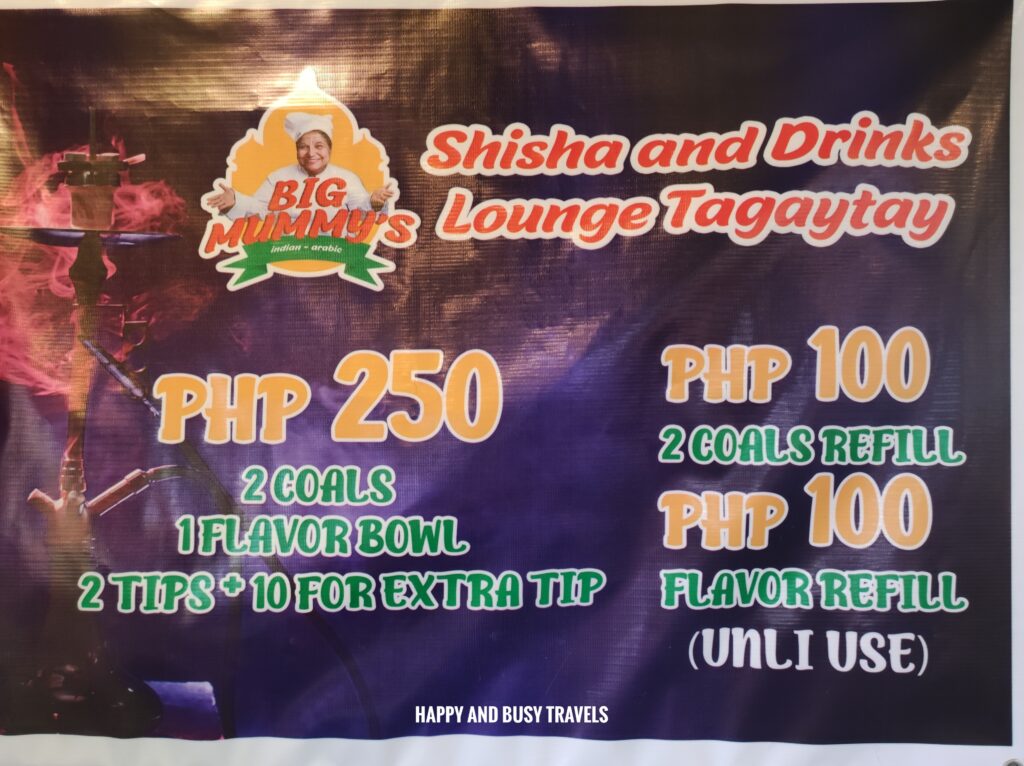 BIG
MUMMY'S
indian - arabic
Shisha and Drinks
Lounge Tagaytay
PHP 250
2 COALS
1 FLAVOR BOWL
2 TIPS + 10 FOR EXTRA TIP
PHP 100
2 COALS REFILL
PHP 100
FLAVOR REFILL
(UNLI USE)
HAPPY AND BUSY TRAVELS